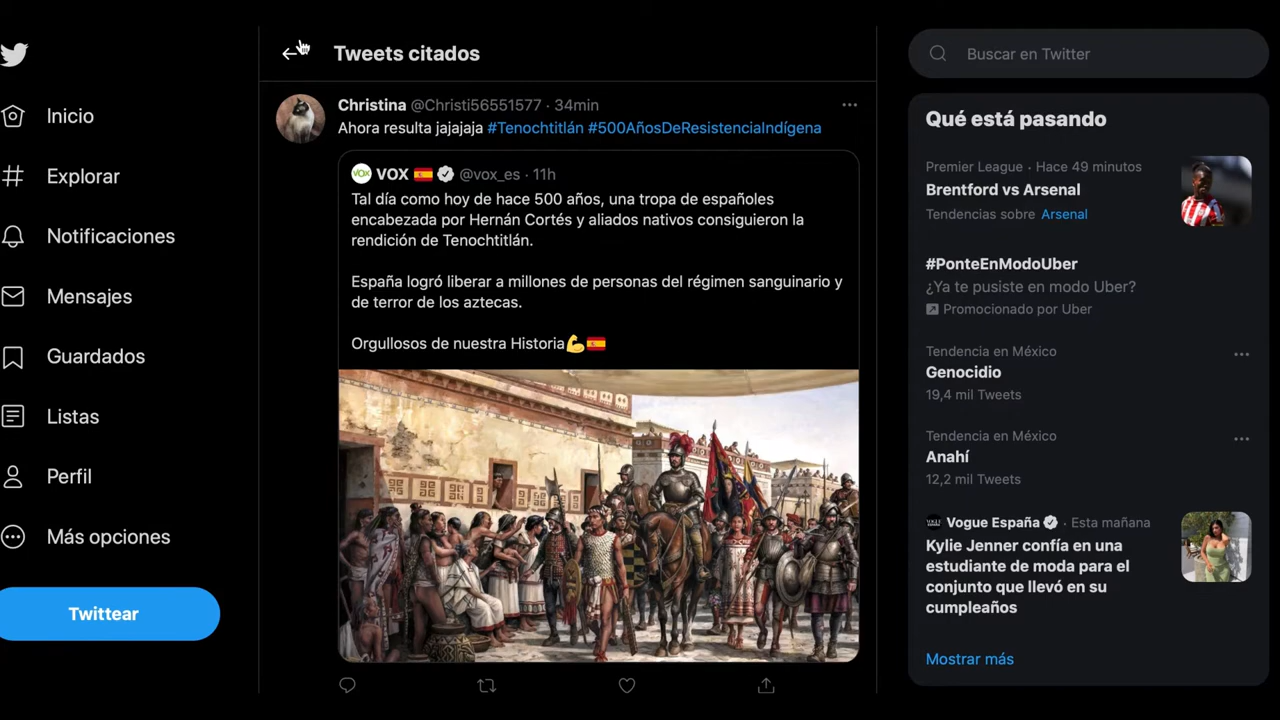 Inicio
Explorar
Notificaciones
Mensajes
Guardados
Listas
Perfil
Más opciones
Twittear
Tweets citados
Christina @Christi56551577 · 34min
Ahora resulta jajajaja #Tenochtitlán #500AñosDeResistenciaIndígena
VOX 🇪🇸 @vox_es · 11h
Tal día como hoy de hace 500 años, una tropa de españoles
encabezada por Hernán Cortés y aliados nativos consiguieron la
rendición de Tenochtitlán.
España logró liberar a millones de personas del régimen sanguinario y
de terror de los aztecas.
Orgullosos de nuestra Historia💪🇪🇸
Buscar en Twitter
Qué está pasando
Premier League · Hace 49 minutos
Brentford vs Arsenal
Tendencias sobre Arsenal
#PonteEnModoUber
¿Ya te pusiste en modo Uber?
Promocionado por Uber
Tendencia en México
Genocidio
19,4 mil Tweets
Tendencia en México
Anahí
12,2 mil Tweets
Vogue España · Esta mañana
Kylie Jenner confía en una
estudiante de moda para el
conjunto que llevó en su
cumpleaños
Mostrar más